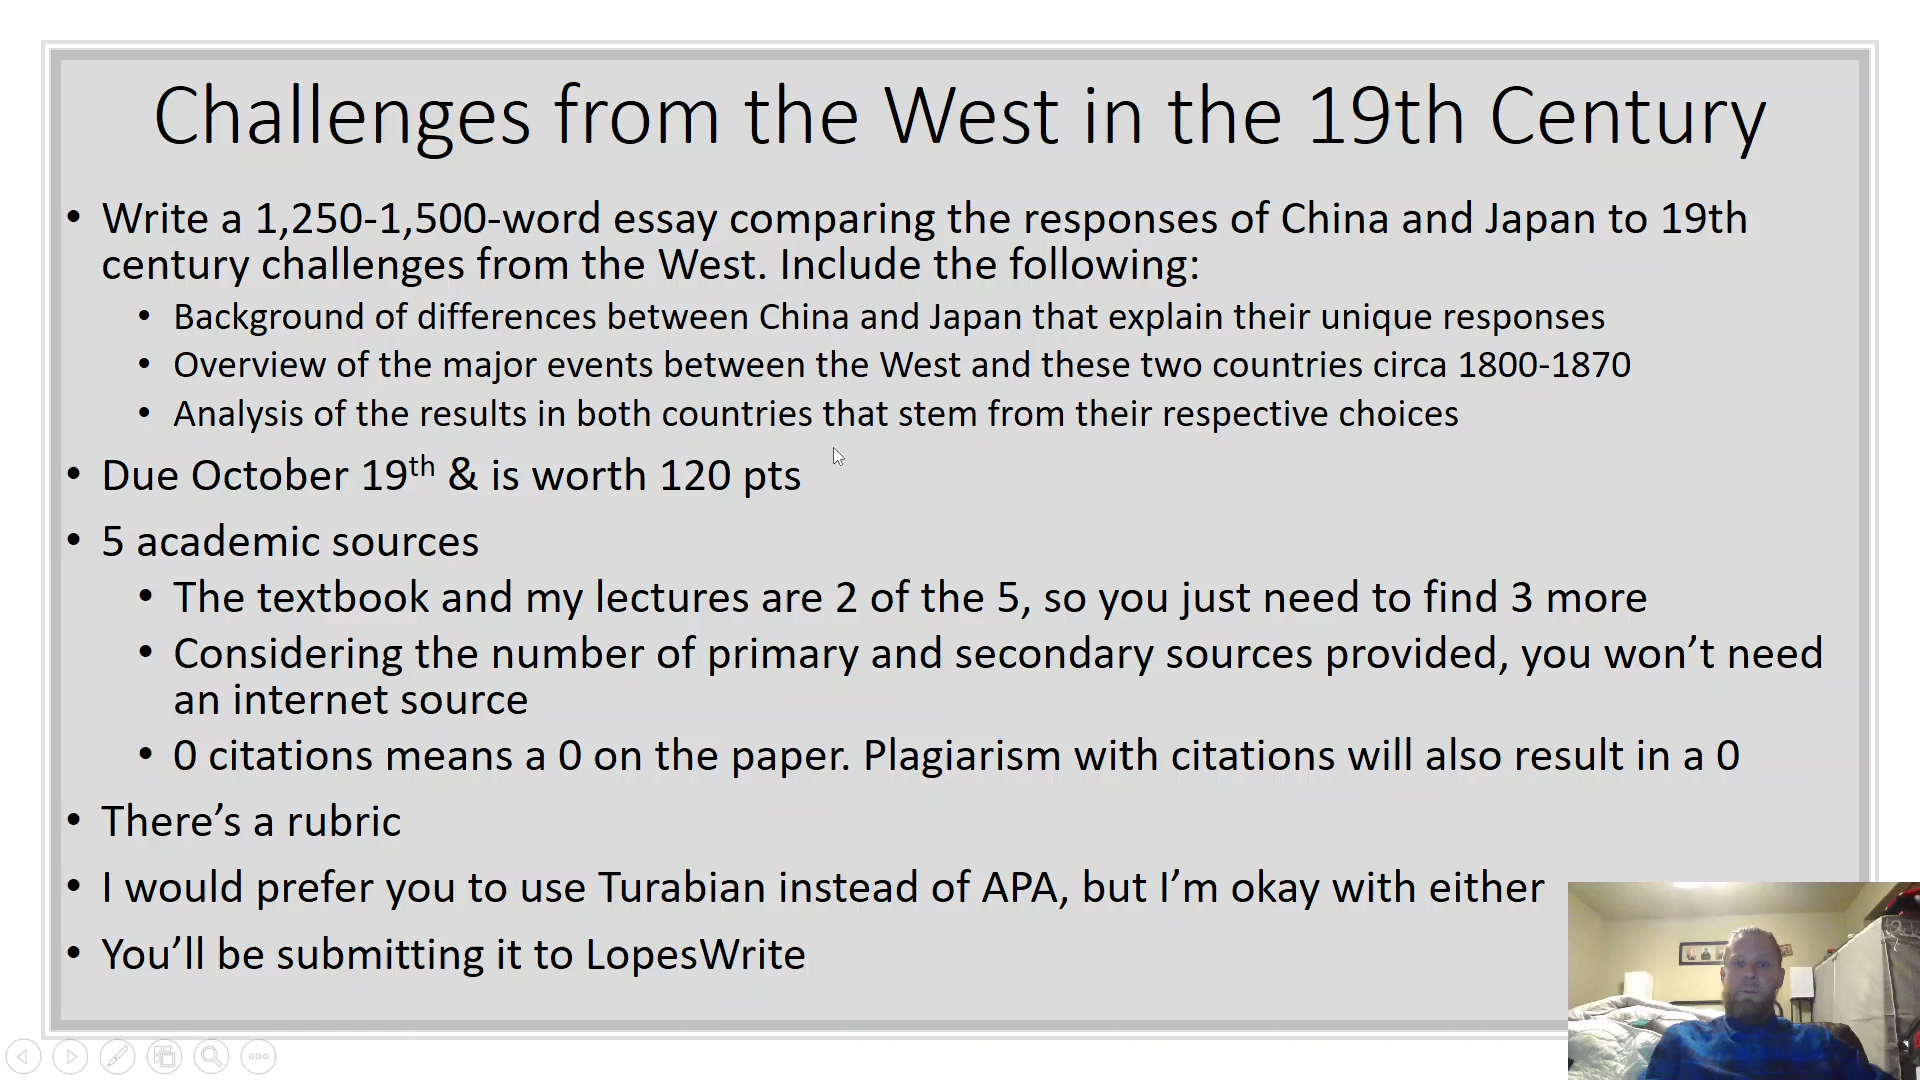 Challenges from the West in the 19th Century
• Write a 1,250-1,500-word essay comparing the responses of China and Japan to 19th
century challenges from the West. Include the following:
• Background of differences between China and Japan that explain their unique responses
• Overview of the major events between the West and these two countries circa 1800-1870
• Analysis of the results in both countries that stem from their respective choices
• Due October 19th & is worth 120 pts
• 5 academic sources
• The textbook and my lectures are 2 of the 5, so you just need to find 3 more
• Considering the number of primary and secondary sources provided, you won’t need
an internet source
• 0 citations means a 0 on the paper. Plagiarism with citations will also result in a 0
• There’s a rubric
• I would prefer you to use Turabian instead of APA, but I’m okay with either
• You’ll be submitting it to LopesWrite